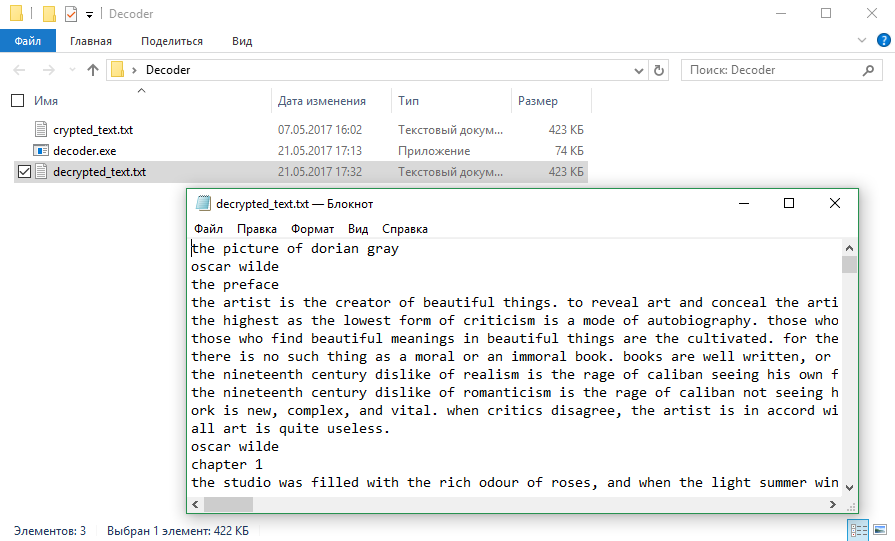 Decoder
Файл Главная Поделиться Вид
Decoder Поиск: Decoder
Имя Дата изменения Тип Размер
crypted_text.txt 07.05.2017 16:02 Текстовый докум... 423 КБ
decoder.exe 21.05.2017 17:13 Приложение 74 КБ
decrypted_text.txt 21.05.2017 17:32 Текстовый докум... 423 КБ
decrypted_text.txt — Блокнот
Файл Правка Формат Вид Справка
the picture of dorian gray
oscar wilde
the preface
the artist is the creator of beautiful things. to reveal art and conceal the arti
the highest as the lowest form of criticism is a mode of autobiography. those who
those who find beautiful meanings in beautiful things are the cultivated. for the
there is no such thing as a moral or an immoral book. books are well written, or
the nineteenth century dislike of realism is the rage of caliban seeing his own f
the nineteenth century dislike of romanticism is the rage of caliban not seeing h
ork is new, complex, and vital. when critics disagree, the artist is in accord wi
all art is quite useless.
oscar wilde
chapter 1
the studio was filled with the rich odour of roses, and when the light summer win
Элементов: 3 Выбран 1 элемент: 422 КБ